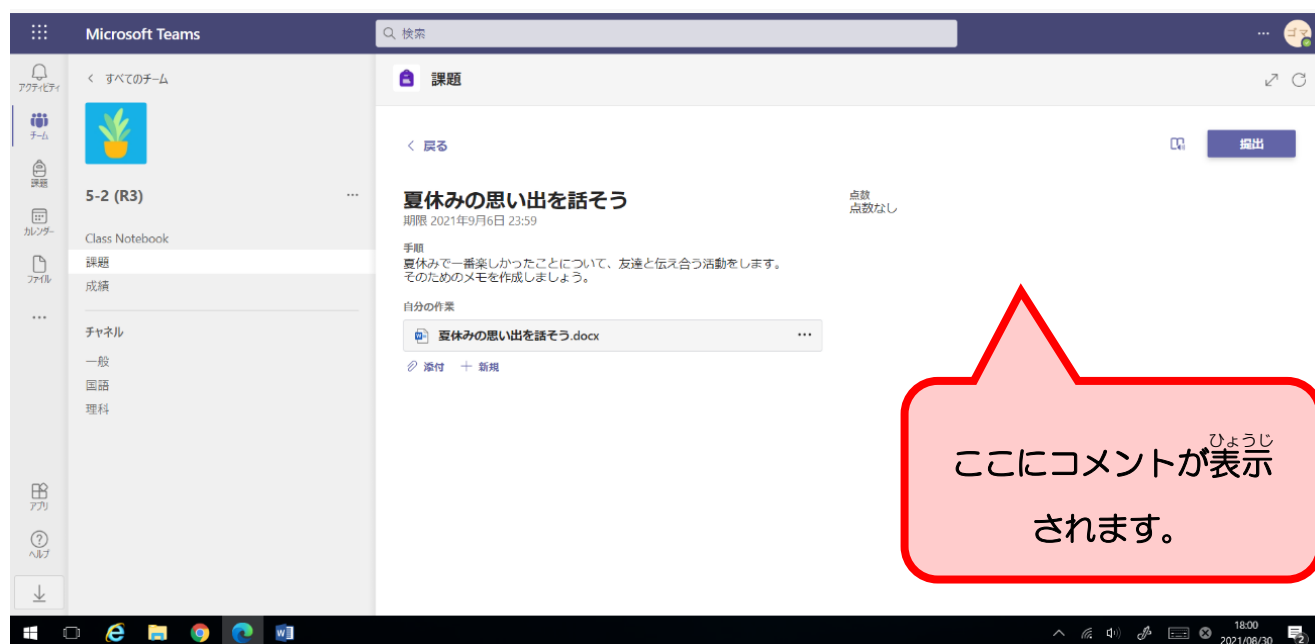 Microsoft Teams
検索
ゴマ
アクティビティ
チーム
課題
カレンダー
ファイル
アプリ
ヘルプ
すべてのチーム
5-2 (R3)
Class Notebook
課題
成績
チャネル
一般
国語
理科
課題
戻る
提出
夏休みの思い出を話そう
期限 2021年9月6日 23:59
点数
点数なし
手順
夏休みで一番楽しかったことについて、友達と伝え合う活動をします。
そのためのメモを作成しましょう。
自分の作業
夏休みの思い出を話そう.docx
添付
新規
ひょうじ
ここにコメントが表示
されます。
18:00
2021/08/30
2